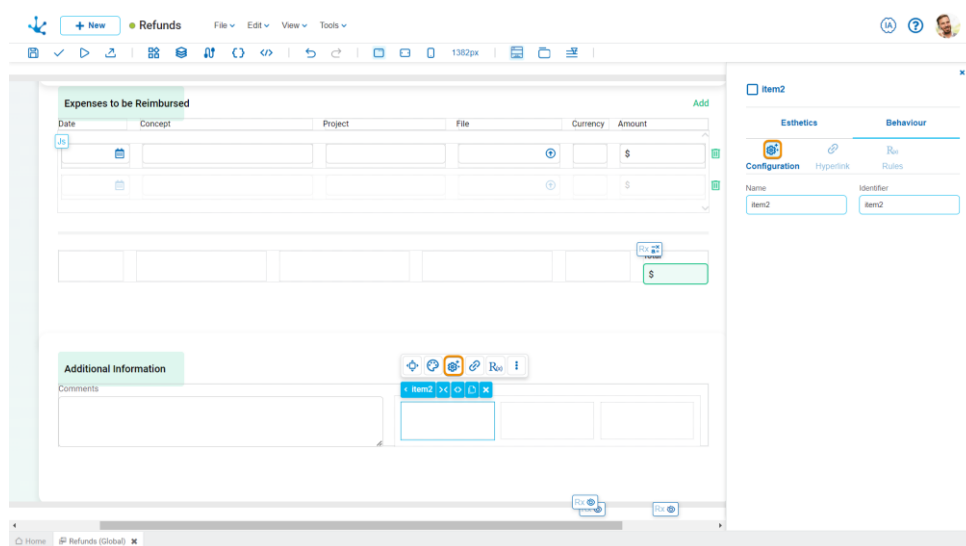 + New
Refunds
File
Edit
View
Tools
IA
?
1382px
Expenses to be Reimbursed
Add
Date
Concept
Project
File
Currency
Amount
Js
$
$
Rx
Total
$
Additional Information
Comments
R
item2
Rx
Rx
item2
Esthetics
Behaviour
Configuration
Hyperlink
Rules
Name
Identifier
item2
item2
Home
Refunds (Global)